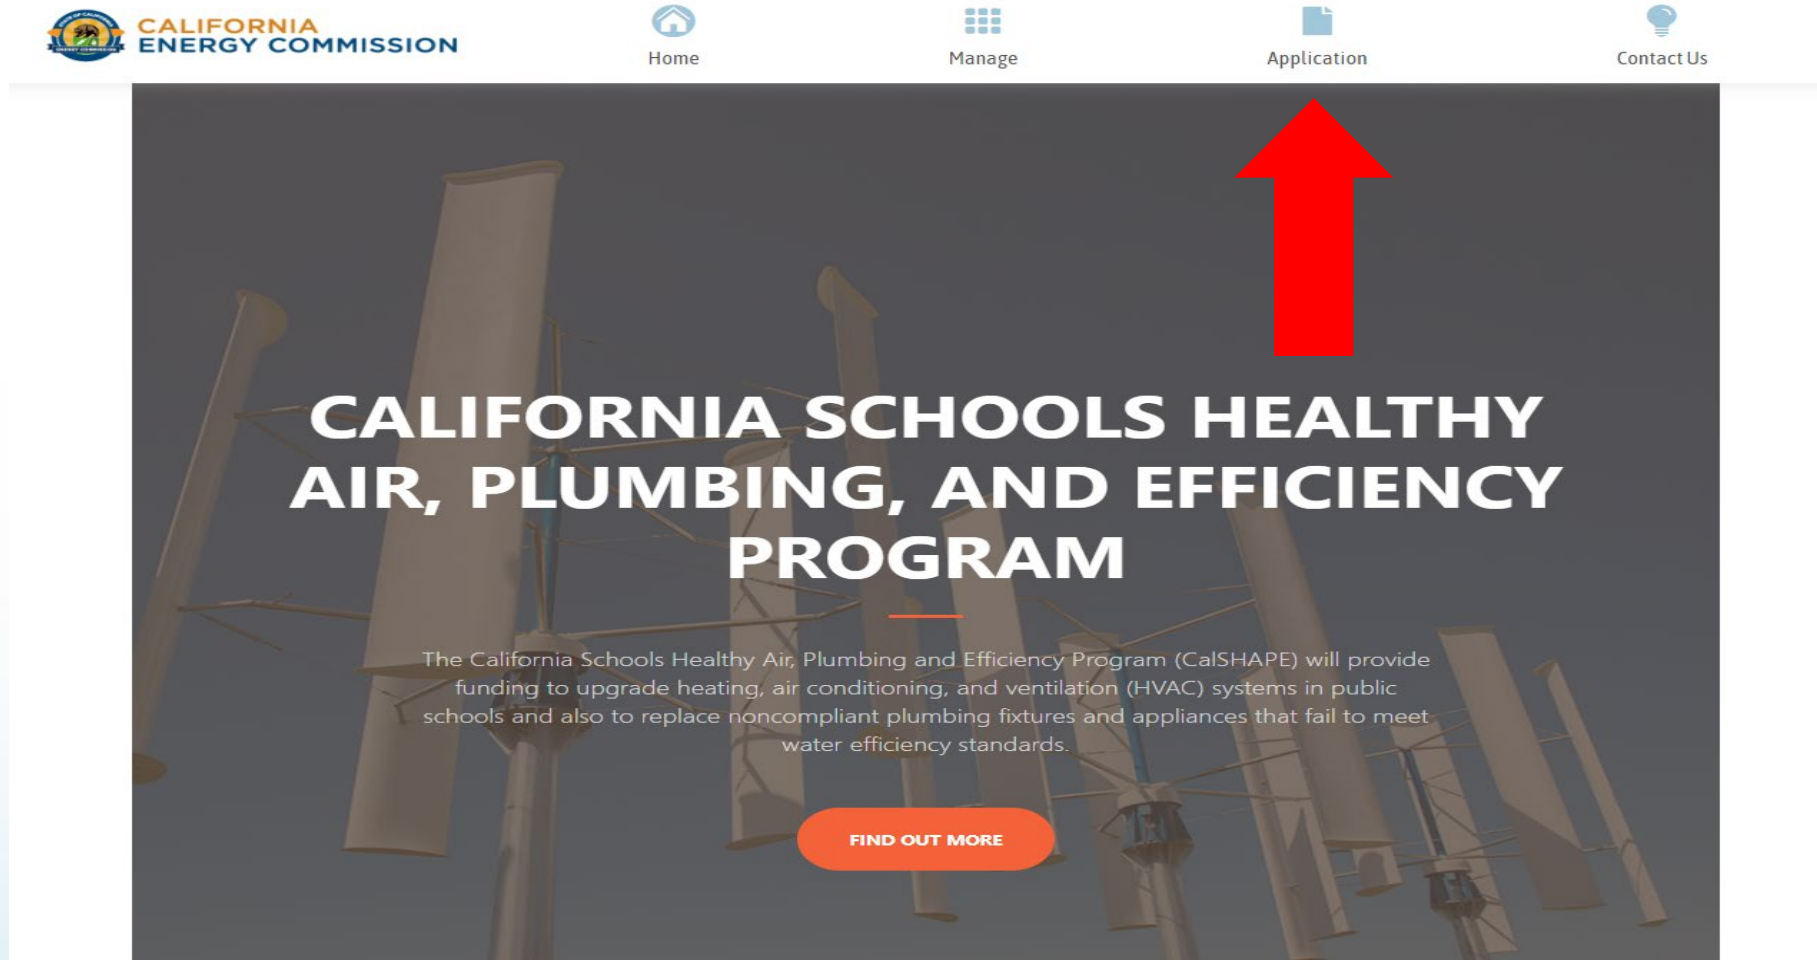 CALIFORNIA
ENERGY COMMISSION
Home
Manage
Application
Contact Us
CALIFORNIA SCHOOLS HEALTHY
AIR, PLUMBING, AND EFFICIENCY
PROGRAM
The California Schools Healthy Air, Plumbing and Efficiency Program (CalSHAPE) will provide
funding to upgrade heating, air conditioning, and ventilation (HVAC) systems in public
schools and also to replace noncompliant plumbing fixtures and appliances that fail to meet
water efficiency standards.
FIND OUT MORE